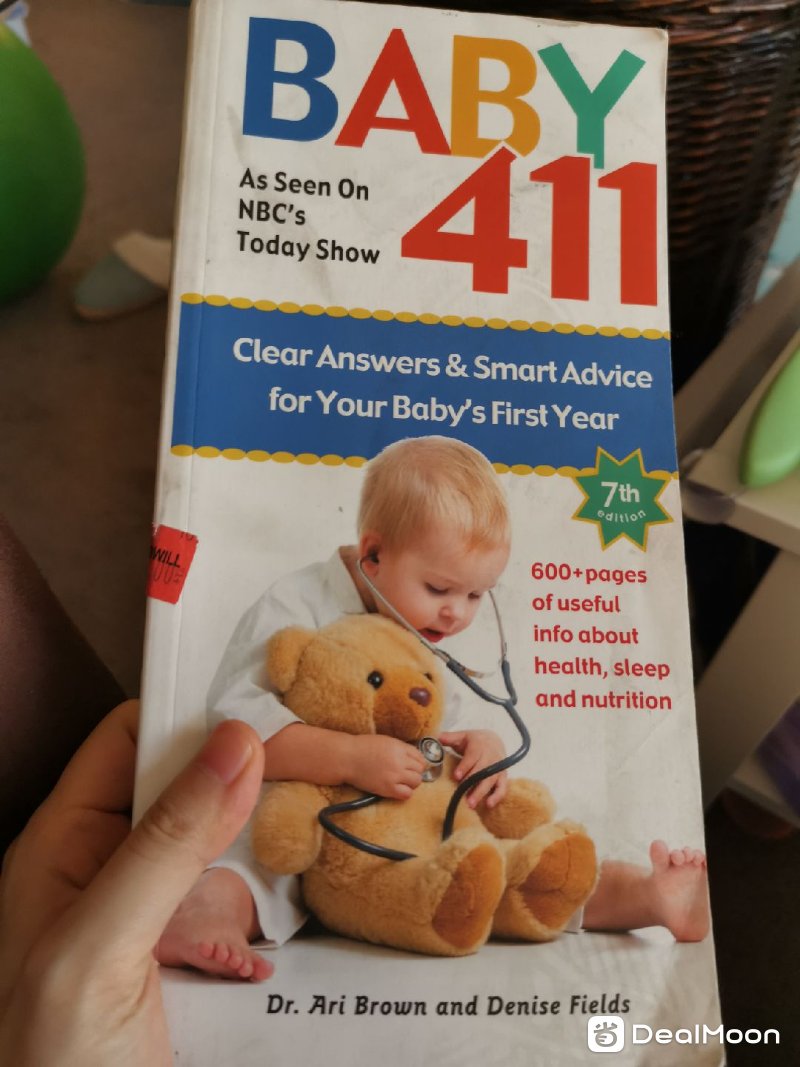 BABY
411
As Seen On
NBC's
Today Show
Clear Answers & Smart Advice
for Your Baby's First Year
7th
edition
600+pages
of useful
info about
health, sleep
and nutrition
WILL
Dr. Ari Brown and Denise Fields
DealMoon